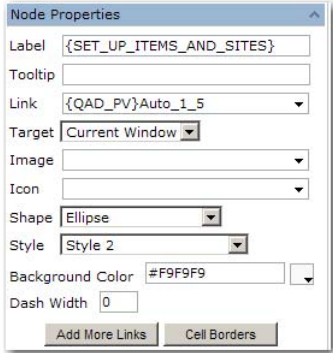 Node Properties
Label {SET_UP_ITEMS_AND_SITES}
Tooltip
Link {QAD_PV}Auto_1_5
Target Current Window
Image
Icon
Shape Ellipse
Style Style 2
Background Color #F9F9F9
Dash Width 0
Add More Links Cell Borders